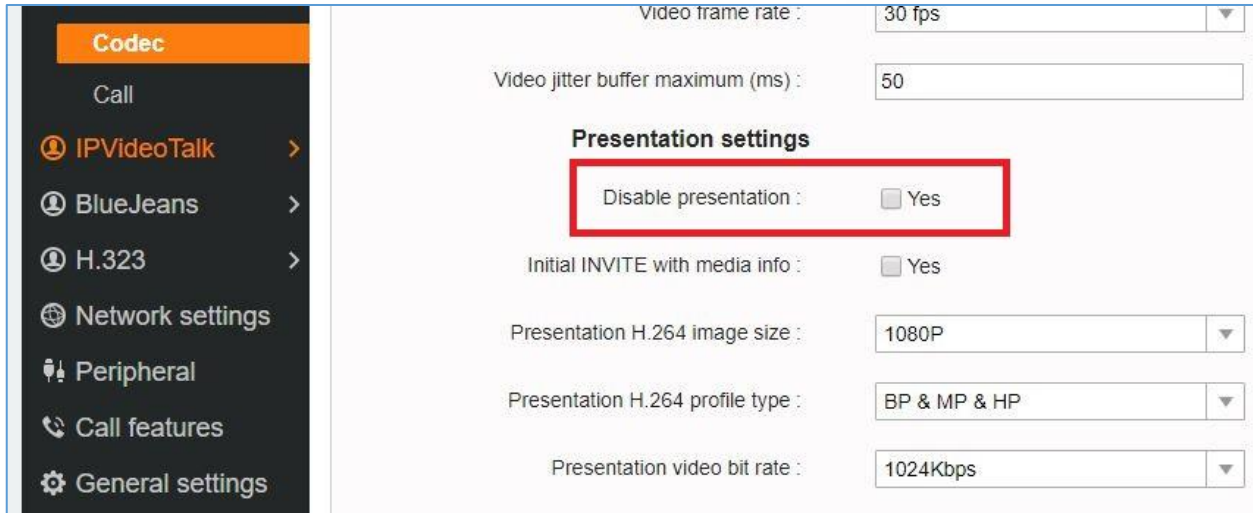 Codec
Call
IPVideoTalk
BlueJeans
H.323
Network settings
Peripheral
Call features
General settings
Video frame rate : 30 fps
Video jitter buffer maximum (ms) : 50
Presentation settings
Disable presentation : Yes
Initial INVITE with media info : Yes
Presentation H.264 image size : 1080P
Presentation H.264 profile type : BP & MP & HP
Presentation video bit rate : 1024Kbps